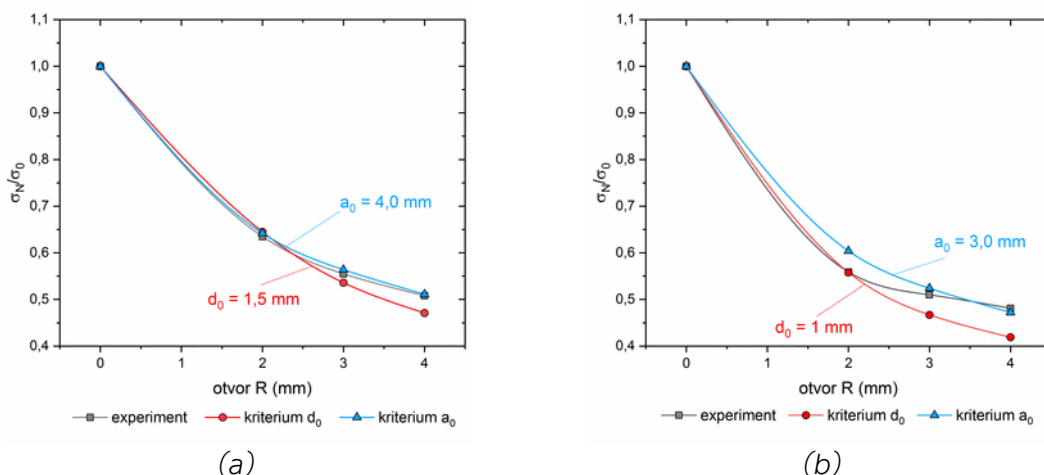 1,1
1,0
0,9
0,8
0,7
0,6
0,5
0,4
σN/σ0
a0 = 4,0 mm
d0 = 1,5 mm
0 1 2 3 4
otvor R (mm)
experiment kriterium d0 kriterium a0
(a)
1,1
1,0
0,9
0,8
0,7
0,6
0,5
0,4
σN/σ0
a0 = 3,0 mm
d0 = 1 mm
0 1 2 3 4
otvor R (mm)
experiment kriterium d0 kriterium a0
(b)